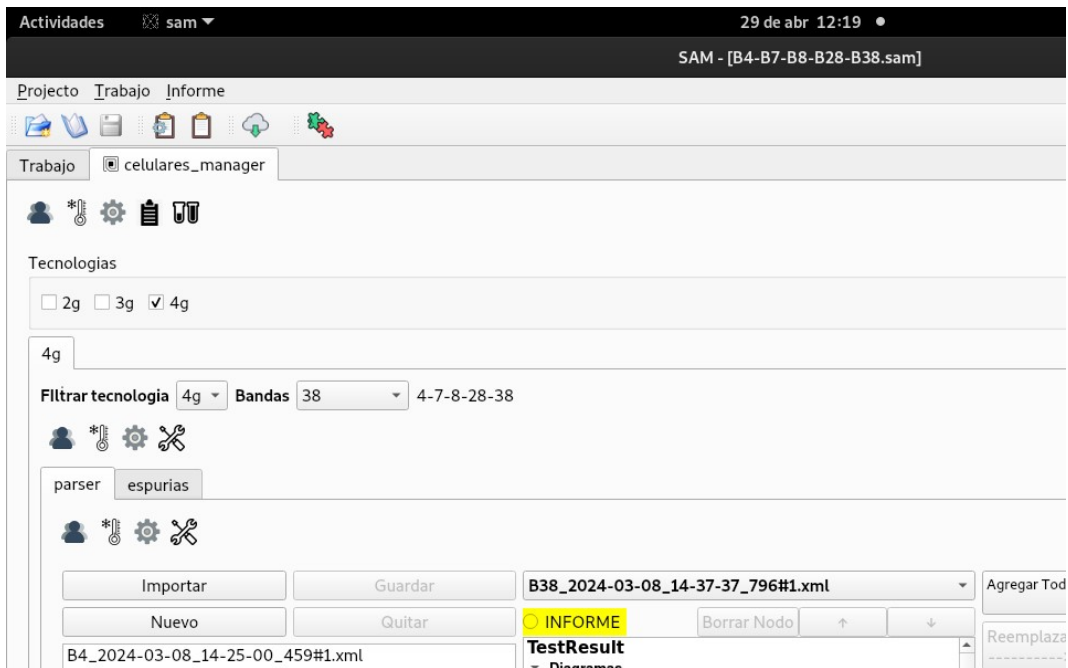 Actividades sam 29 de abr 12:19
SAM - [B4-B7-B8-B28-B38.sam]
Projecto Trabajo Informe
Trabajo celulares_manager
Tecnologias
2g 3g 4g
4g
FIltrar tecnologia 4g Bandas 38 4-7-8-28-38
parser espurias
Importar Guardar B38_2024-03-08_14-37-37_796#1.xml Agregar Tod
Nuevo Quitar INFORME Borrar Nodo ↑ ↓ Reemplaza
B4_2024-03-08_14-25-00_459#1.xml TestResult
Diagramas